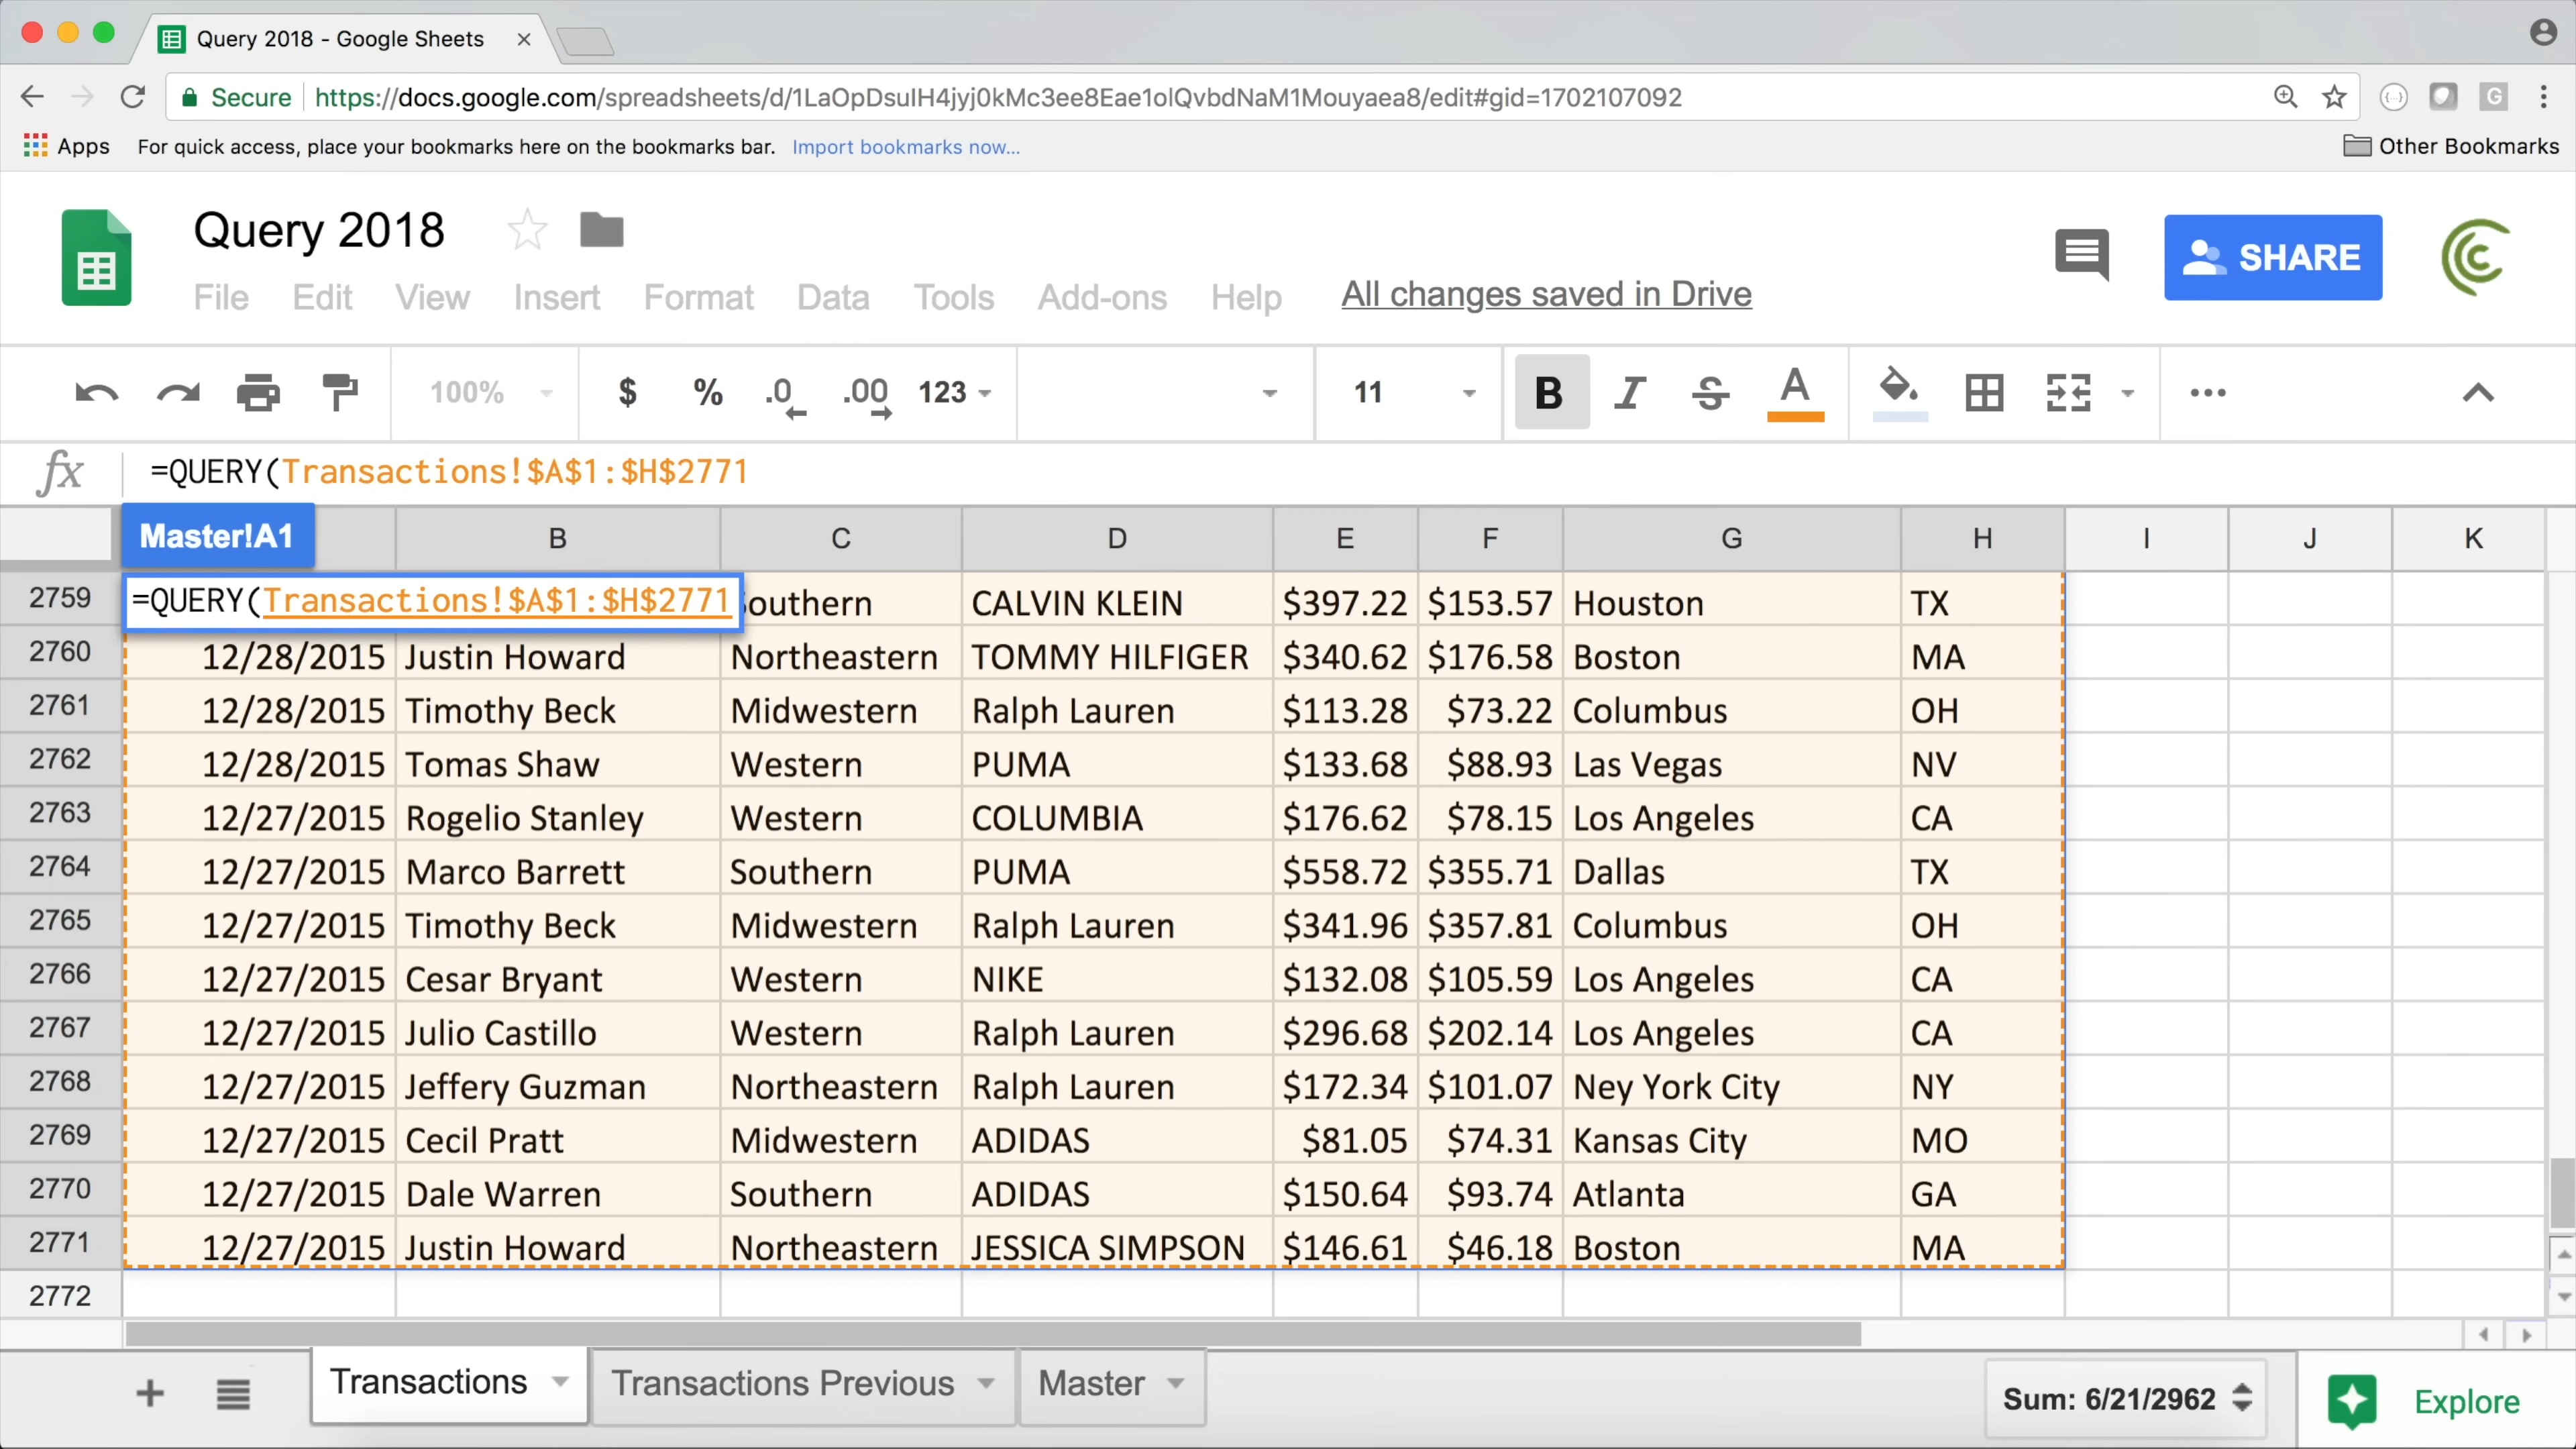 Query 2018 - Google Sheets
Secure https://docs.google.com/spreadsheets/d/1LaOpDsuIH4jyj0kMc3ee8Eae1olQvbdNaM1Mouyaea8/edit#gid=1702107092 G
Apps For quick access, place your bookmarks here on the bookmarks bar. Import bookmarks now... Other Bookmarks
Query 2018
SHARE
File Edit View Insert Format Data Tools Add-ons Help All changes saved in Drive
100% $ % .0 .00 123 11 B I S A
fx =QUERY(Transactions!$A$1:$H$2771
Master!A1 B C D E F G H I J K
2759 =QUERY(Transactions!$A$1:$H$2771 outhern CALVIN KLEIN $397.22 $153.57 Houston TX
2760 12/28/2015 Justin Howard Northeastern TOMMY HILFIGER $340.62 $176.58 Boston MA
2761 12/28/2015 Timothy Beck Midwestern Ralph Lauren $113.28 $73.22 Columbus OH
2762 12/28/2015 Tomas Shaw Western PUMA $133.68 $88.93 Las Vegas NV
2763 12/27/2015 Rogelio Stanley Western COLUMBIA $176.62 $78.15 Los Angeles CA
2764 12/27/2015 Marco Barrett Southern PUMA $558.72 $355.71 Dallas TX
2765 12/27/2015 Timothy Beck Midwestern Ralph Lauren $341.96 $357.81 Columbus OH
2766 12/27/2015 Cesar Bryant Western NIKE $132.08 $105.59 Los Angeles CA
2767 12/27/2015 Julio Castillo Western Ralph Lauren $296.68 $202.14 Los Angeles CA
2768 12/27/2015 Jeffery Guzman Northeastern Ralph Lauren $172.34 $101.07 Ney York City NY
2769 12/27/2015 Cecil Pratt Midwestern ADIDAS $81.05 $74.31 Kansas City MO
2770 12/27/2015 Dale Warren Southern ADIDAS $150.64 $93.74 Atlanta GA
2771 12/27/2015 Justin Howard Northeastern JESSICA SIMPSON $146.61 $46.18 Boston MA
2772
Transactions Transactions Previous Master Sum: 6/21/2962 Explore